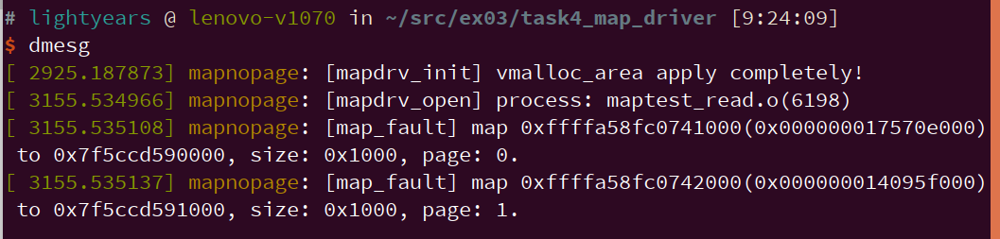 # lightyears @ lenovo-v1070 in ~/src/ex03/task4_map_driver [9:24:09]
$ dmesg
[ 2925.187873] mapnopage: [mapdrv_init] vmalloc_area apply completely!
[ 3155.534966] mapnopage: [mapdrv_open] process: maptest_read.o(6198)
[ 3155.535108] mapnopage: [map_fault] map 0xffffa58fc0741000(0x000000017570e000)
 to 0x7f5ccd590000, size: 0x1000, page: 0.
[ 3155.535137] mapnopage: [map_fault] map 0xffffa58fc0742000(0x000000014095f000)
 to 0x7f5ccd591000, size: 0x1000, page: 1.